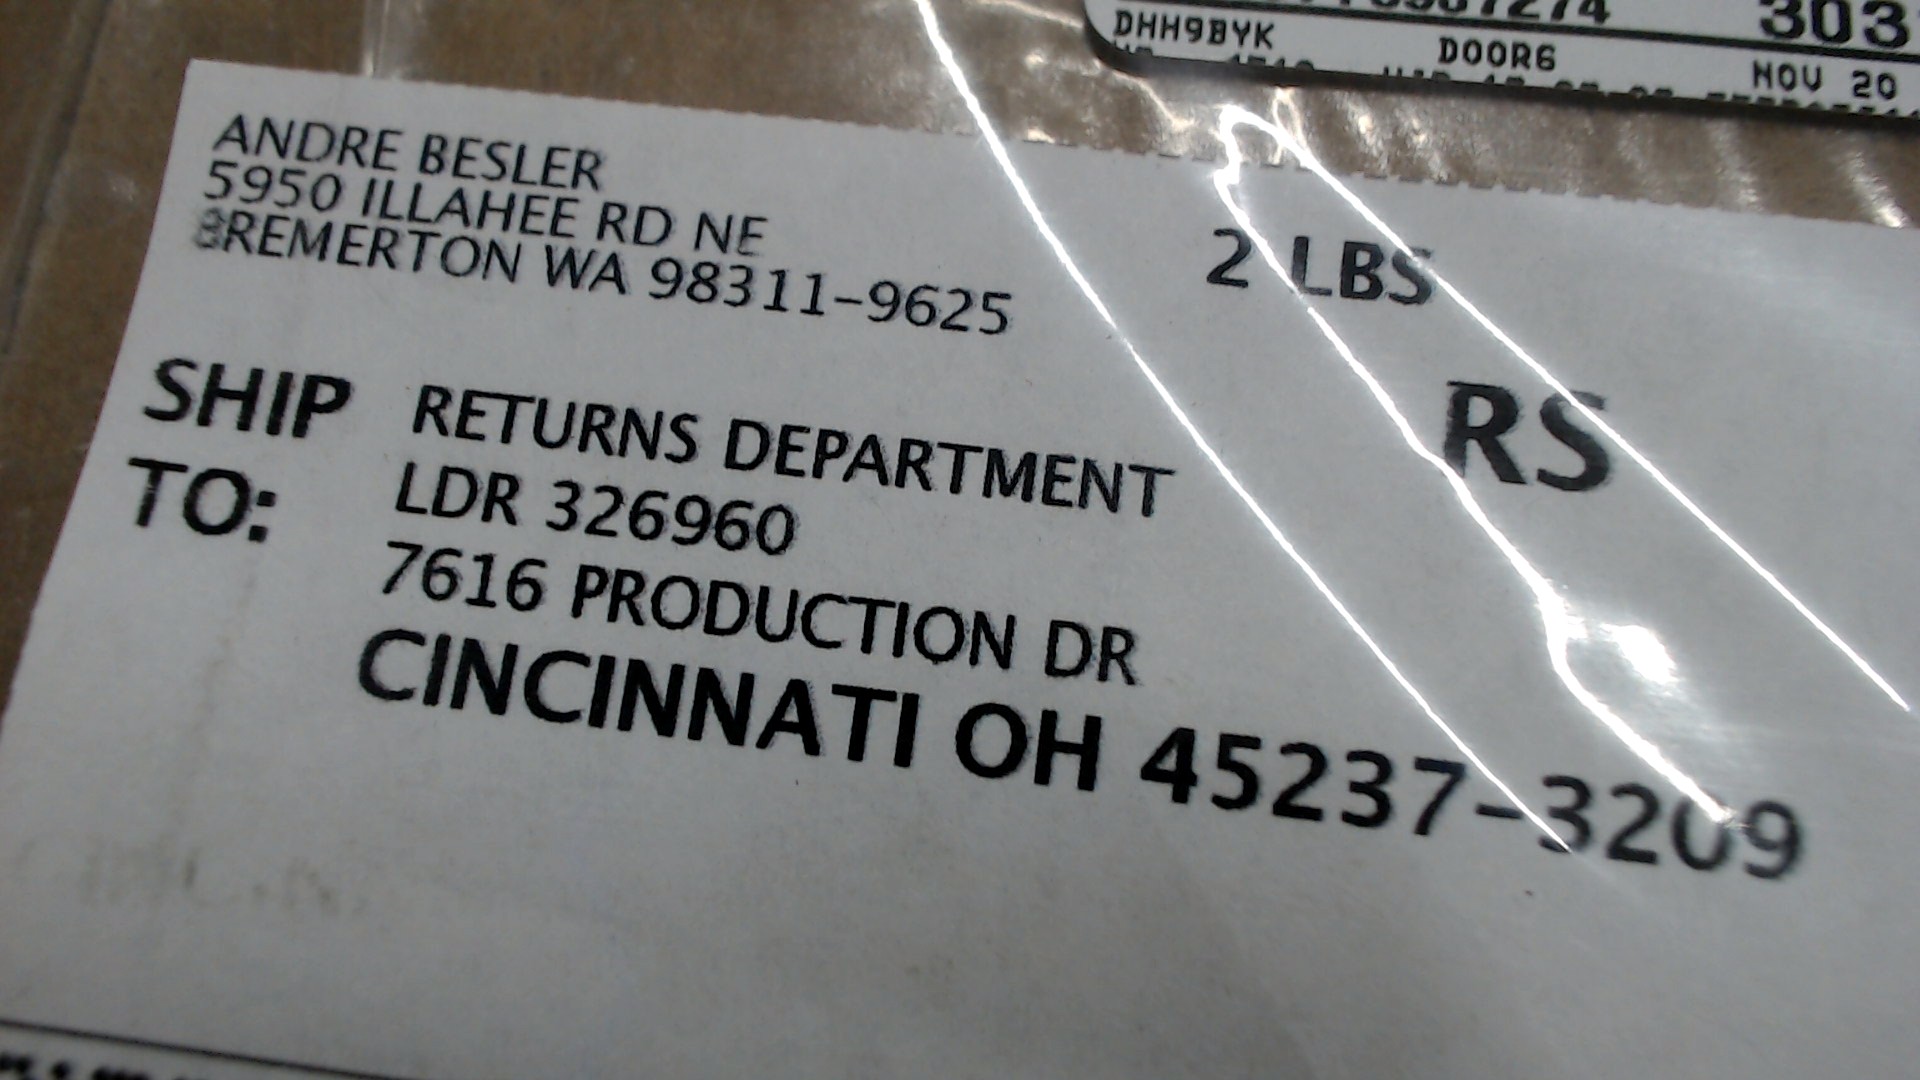 DHH9BYK
DOOR6
NOV 20
ANDRE BESLER
5950 ILLAHEE RD NE
BREMERTON WA 98311-9625
2 LBS
RS
SHIP TO:
RETURNS DEPARTMENT
LDR 326960
7616 PRODUCTION DR
CINCINNATI OH 45237-3209